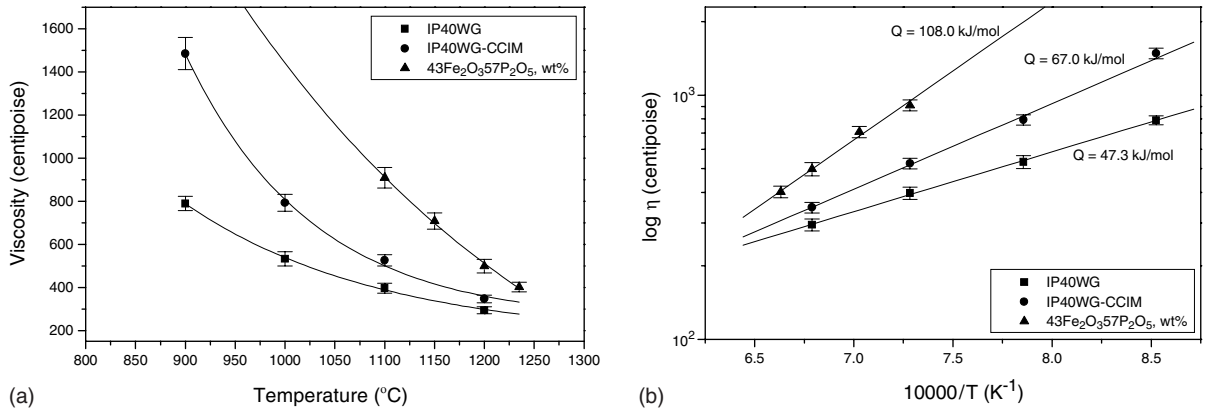 1600
1400
1200
1000
800
600
400
200
Viscosity (centipoise)
800 850 900 950 1000 1050 1100 1150 1200 1250 1300
Temperature (°C)
IP40WG
IP40WG-CCIM
43Fe₂O₃57P₂O₅, wt%
(a)
Q = 108.0 kJ/mol
Q = 67.0 kJ/mol
Q = 47.3 kJ/mol
10³
10²
log η (centipoise)
IP40WG
IP40WG-CCIM
43Fe₂O₃57P₂O₅, wt%
6.5 7.0 7.5 8.0 8.5
10000/T (K⁻¹)
(b)